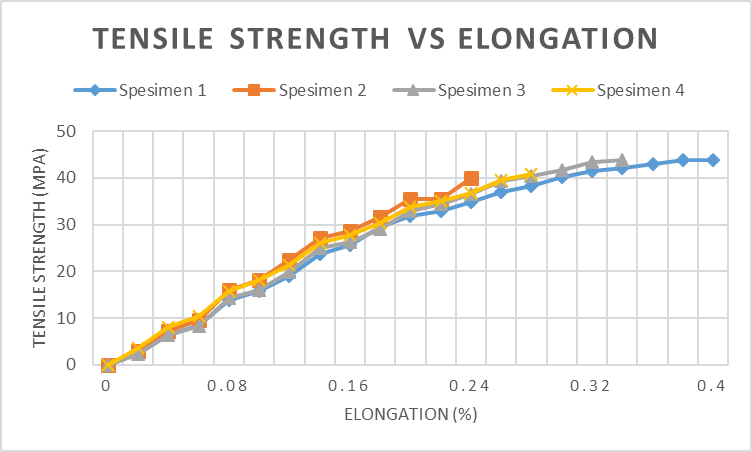 TENSILE STRENGTH VS ELONGATION
Spesimen 1 Spesimen 2 Spesimen 3 Spesimen 4
TENSILE STRENGTH (MPA)
50
40
30
20
10
0
0 0.08 0.16 0.24 0.32 0.4
ELONGATION (%)